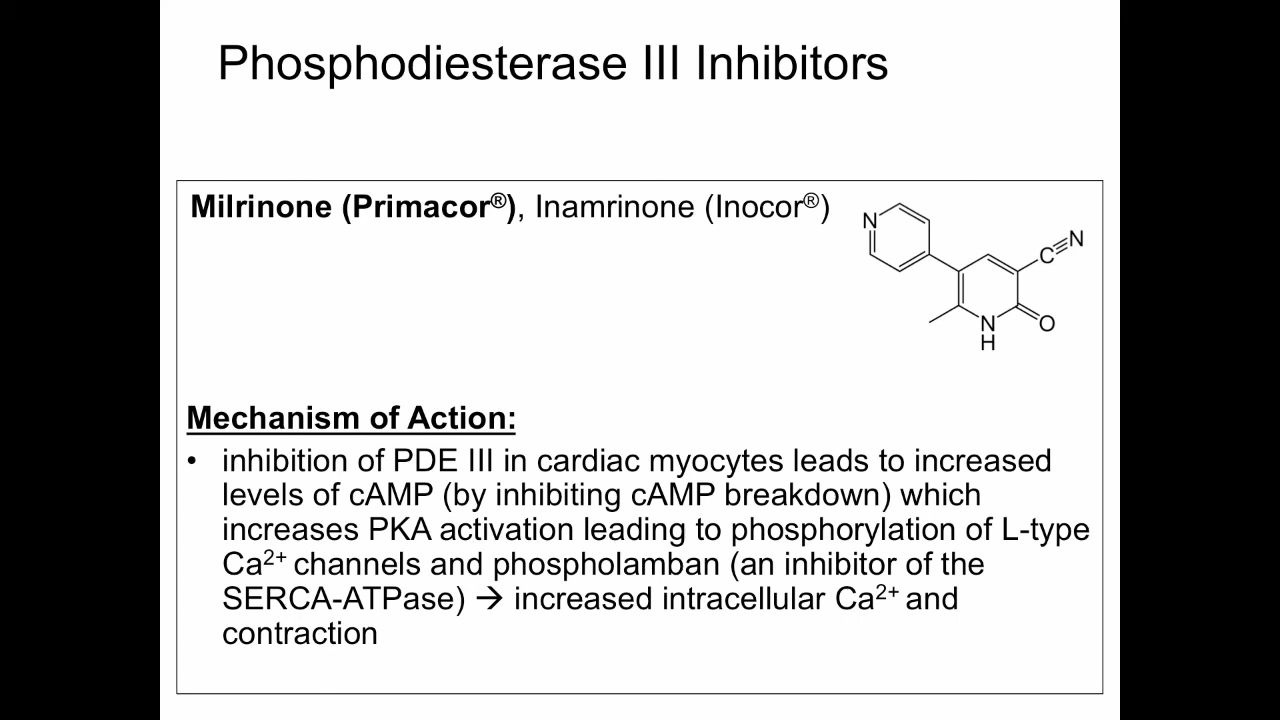 Phosphodiesterase III Inhibitors
Milrinone (Primacor®), Inamrinone (Inocor®)
N
C≡N
N
H
O
Mechanism of Action:
• inhibition of PDE III in cardiac myocytes leads to increased
levels of cAMP (by inhibiting cAMP breakdown) which
increases PKA activation leading to phosphorylation of L-type
Ca²⁺ channels and phospholamban (an inhibitor of the
SERCA-ATPase) → increased intracellular Ca²⁺ and
contraction